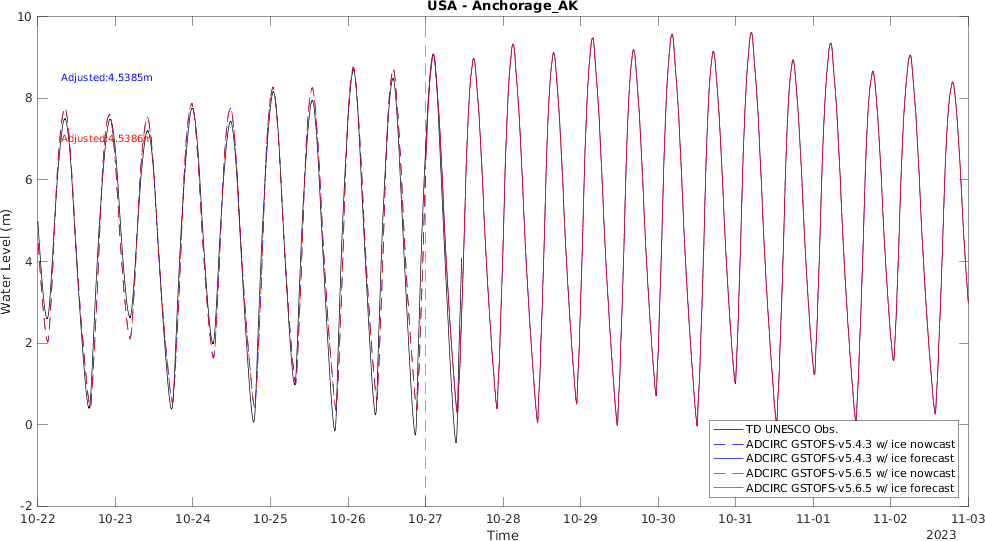 USA - Anchorage_AK
10
8
6
4
2
0
-2
Water Level (m)
Adjusted:4.5385m
Adjusted:4.5386m
TD UNESCO Obs.
ADCIRC GSTOFS-v5.4.3 w/ ice nowcast
ADCIRC GSTOFS-v5.4.3 w/ ice forecast
ADCIRC GSTOFS-v5.6.5 w/ ice nowcast
ADCIRC GSTOFS-v5.6.5 w/ ice forecast
10-22 10-23 10-24 10-25 10-26 10-27 10-28 10-29 10-30 10-31 11-01 11-02 11-03
Time
2023